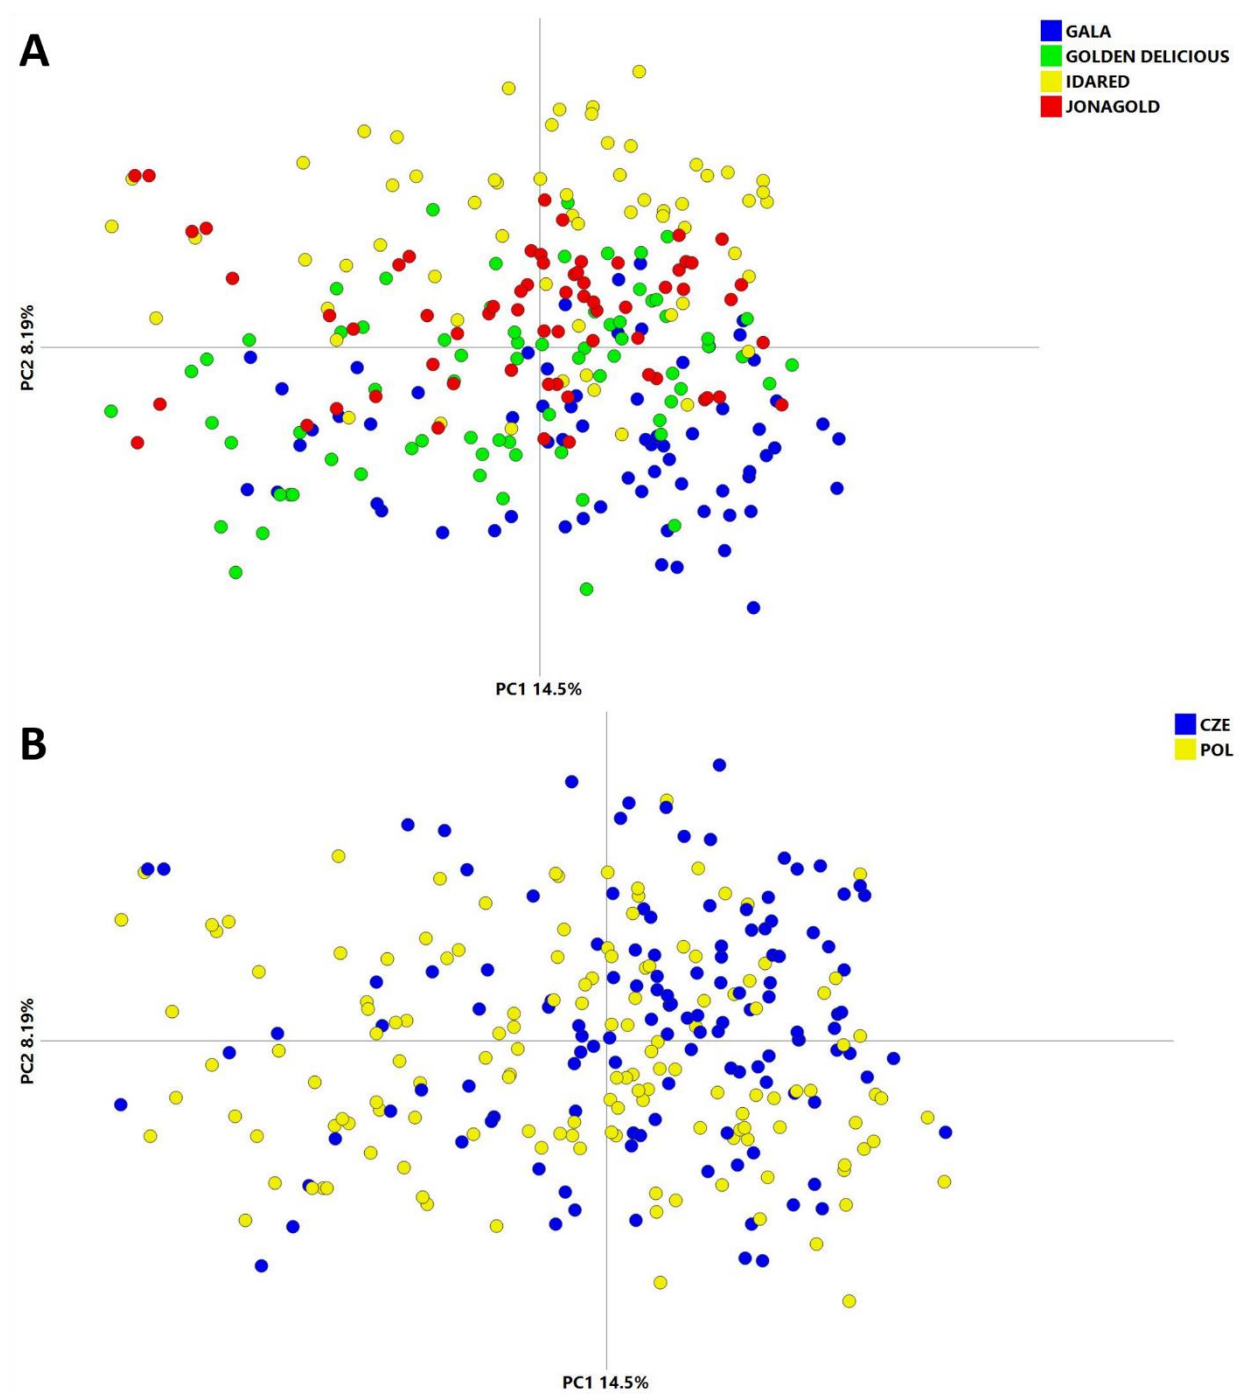 A
GALA
GOLDEN DELICIOUS
IDARED
JONAGOLD
PC2 8.19%
PC1 14.5%
B
CZE
POL
PC2 8.19%
PC1 14.5%